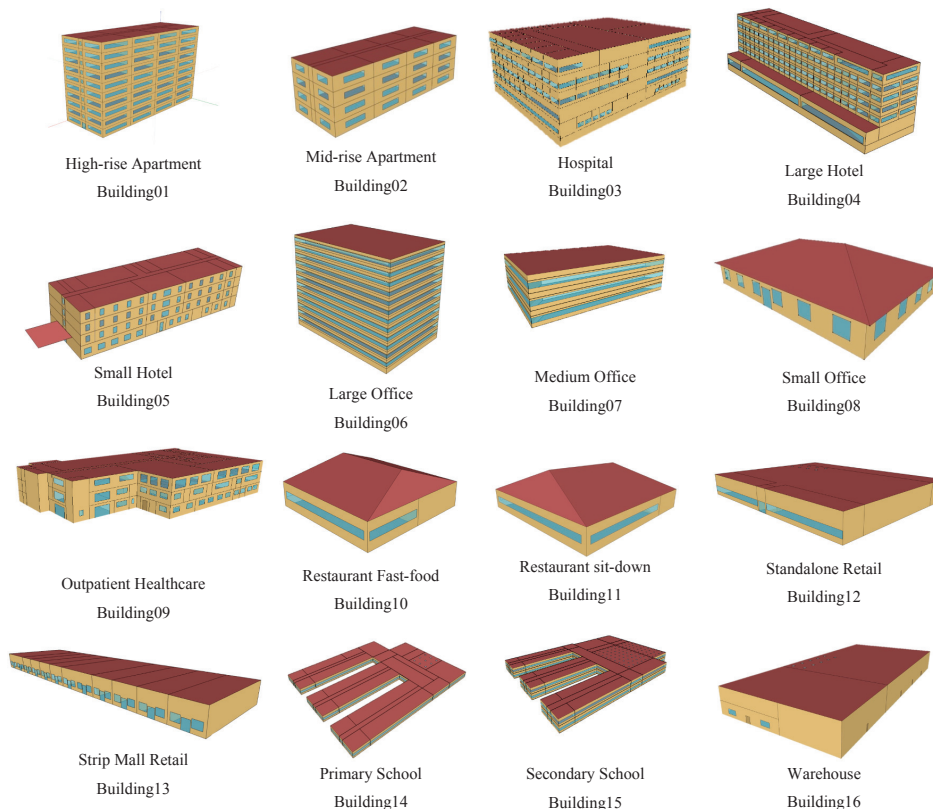 High-rise Apartment
Building01
Mid-rise Apartment
Building02
Hospital
Building03
Large Hotel
Building04
Small Hotel
Building05
Large Office
Building06
Medium Office
Building07
Small Office
Building08
Outpatient Healthcare
Building09
Restaurant Fast-food
Building10
Restaurant sit-down
Building11
Standalone Retail
Building12
Strip Mall Retail
Building13
Primary School
Building14
Secondary School
Building15
Warehouse
Building16